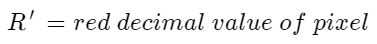 R′ = red decimal value of pixel